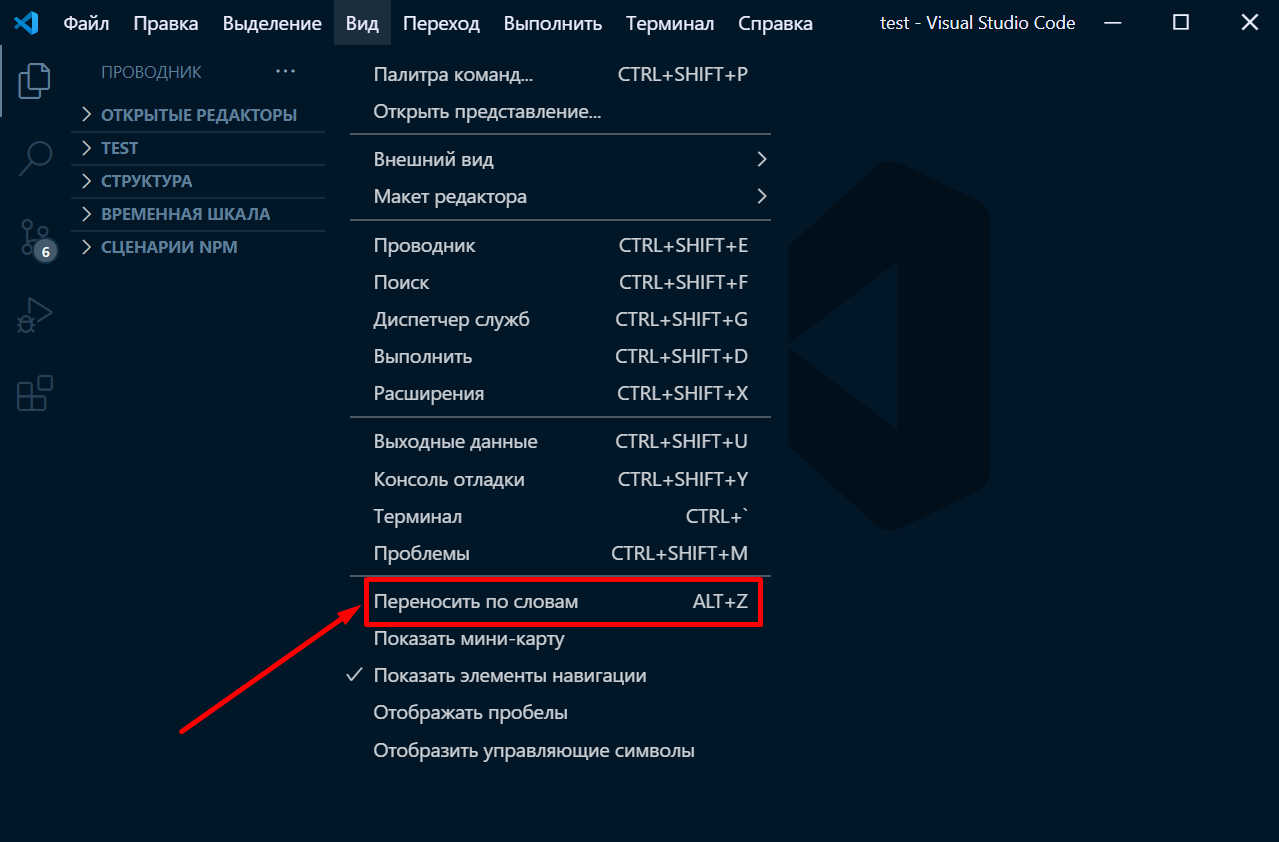 Файл Правка Выделение Вид Переход Выполнить Терминал Справка test - Visual Studio Code
ПРОВОДНИК ...
ОТКРЫТЫЕ РЕДАКТОРЫ
TEST
СТРУКТУРА
ВРЕМЕННАЯ ШКАЛА
СЦЕНАРИИ NPM
6
Палитра команд... CTRL+SHIFT+P
Открыть представление...
Внешний вид
Макет редактора
Проводник CTRL+SHIFT+E
Поиск CTRL+SHIFT+F
Диспетчер служб CTRL+SHIFT+G
Выполнить CTRL+SHIFT+D
Расширения CTRL+SHIFT+X
Выходные данные CTRL+SHIFT+U
Консоль отладки CTRL+SHIFT+Y
Терминал CTRL+`
Проблемы CTRL+SHIFT+M
Переносить по словам ALT+Z
Показать мини-карту
Показать элементы навигации
Отображать пробелы
Отобразить управляющие символы